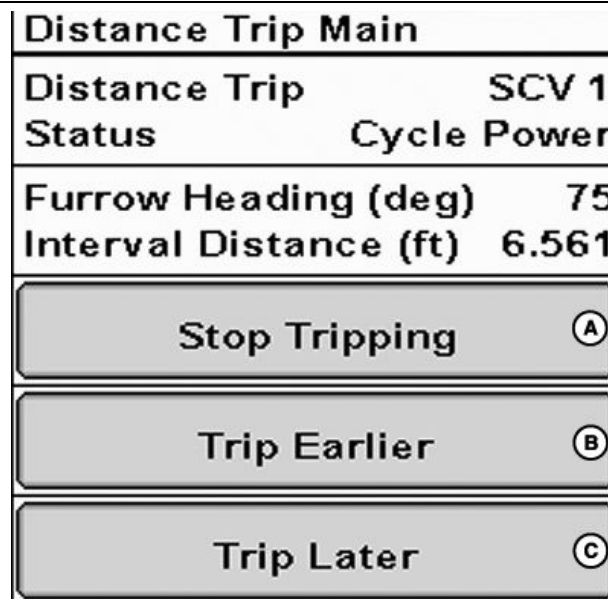 Distance Trip Main
Distance Trip SCV 1
Status Cycle Power
Furrow Heading (deg) 75
Interval Distance (ft) 6.561
Stop Tripping A
Trip Earlier B
Trip Later C